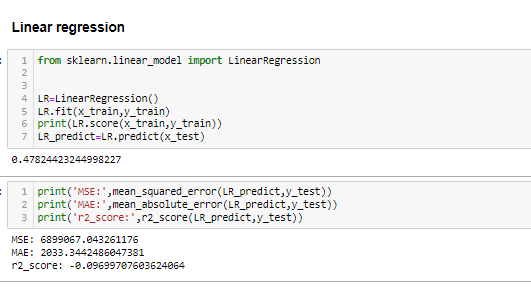 Linear regression
1 from sklearn.linear_model import LinearRegression
2
3
4 LR=LinearRegression()
5 LR.fit(x_train,y_train)
6 print(LR.score(x_train,y_train))
7 LR_predict=LR.predict(x_test)
0.47824423244998227
1 print('MSE:',mean_squared_error(LR_predict,y_test))
2 print('MAE:',mean_absolute_error(LR_predict,y_test))
3 print('r2_score:',r2_score(LR_predict,y_test))
MSE: 6899067.043261176
MAE: 2033.3442486047381
r2_score: -0.09699707603624064